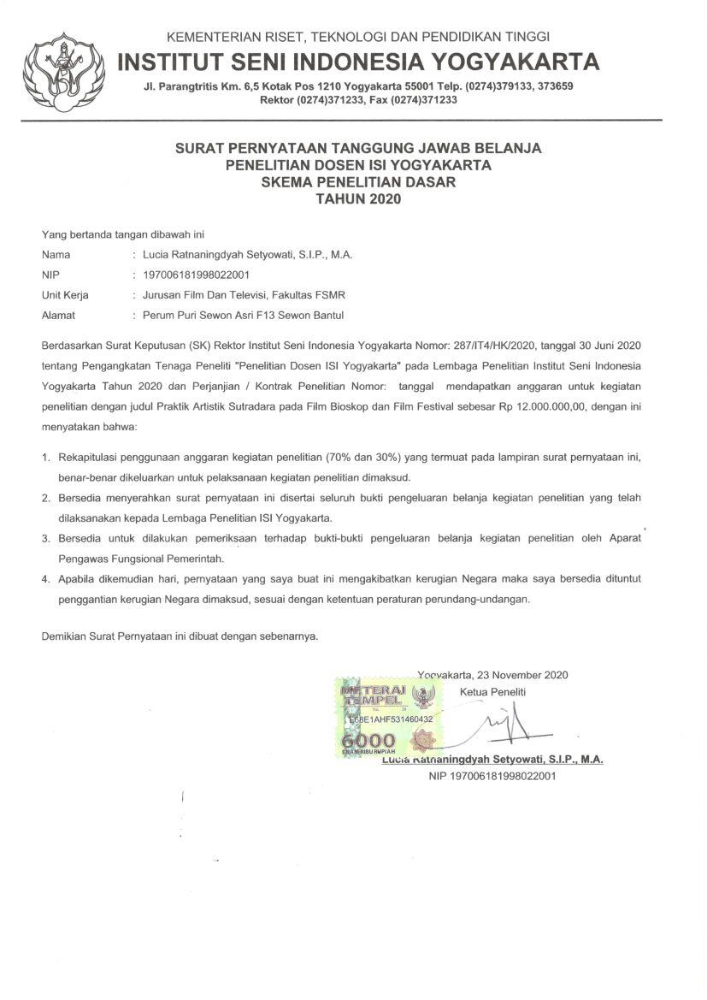 KEMENTERIAN RISET, TEKNOLOGI DAN PENDIDIKAN TINGGI
INSTITUT SENI INDONESIA YOGYAKARTA
Jl. Parangtritis Km. 6,5 Kotak Pos 1210 Yogyakarta 55001 Telp. (0274)379133, 373659
Rektor (0274)371233, Fax (0274)371233
SURAT PERNYATAAN TANGGUNG JAWAB BELANJA
PENELITIAN DOSEN ISI YOGYAKARTA
SKEMA PENELITIAN DASAR
TAHUN 2020
Yang bertanda tangan dibawah ini
Nama : Lucia Ratnaningdyah Setyowati, S.I.P., M.A.
NIP : 197006181998022001
Unit Kerja : Jurusan Film Dan Televisi, Fakultas FSMR
Alamat : Perum Puri Sewon Asri F13 Sewon Bantul
Berdasarkan Surat Keputusan (SK) Rektor Institut Seni Indonesia Yogyakarta Nomor: 287/IT4/HK/2020, tanggal 30 Juni 2020
tentang Pengangkatan Tenaga Peneliti "Penelitian Dosen ISI Yogyakarta" pada Lembaga Penelitian Institut Seni Indonesia
Yogyakarta Tahun 2020 dan Perjanjian / Kontrak Penelitian Nomor: tanggal mendapatkan anggaran untuk kegiatan
penelitian dengan judul Praktik Artistik Sutradara pada Film Bioskop dan Film Festival sebesar Rp 12.000.000,00, dengan ini
menyatakan bahwa:
1. Rekapitulasi penggunaan anggaran kegiatan penelitian (70% dan 30%) yang termuat pada lampiran surat pernyataan ini,
benar-benar dikeluarkan untuk pelaksanaan kegiatan penelitian dimaksud.
2. Bersedia menyerahkan surat pernyataan ini disertai seluruh bukti pengeluaran belanja kegiatan penelitian yang telah
dilaksanakan kepada Lembaga Penelitian ISI Yogyakarta.
3. Bersedia untuk dilakukan pemeriksaan terhadap bukti-bukti pengeluaran belanja kegiatan penelitian oleh Aparat
Pengawas Fungsional Pemerintah.
4. Apabila dikemudian hari, pernyataan yang saya buat ini mengakibatkan kerugian Negara maka saya bersedia dituntut
penggantian kerugian Negara dimaksud, sesuai dengan ketentuan peraturan perundang-undangan.
Demikian Surat Pernyataan ini dibuat dengan sebenarnya.
Yogyakarta, 23 November 2020
Ketua Peneliti
METERAI
TEMPEL
TGL 20
E68E1AHF531460432
6000
ENAM RIBU RUPIAH
Lucia Ratnaningdyah Setyowati, S.I.P., M.A.
NIP 197006181998022001